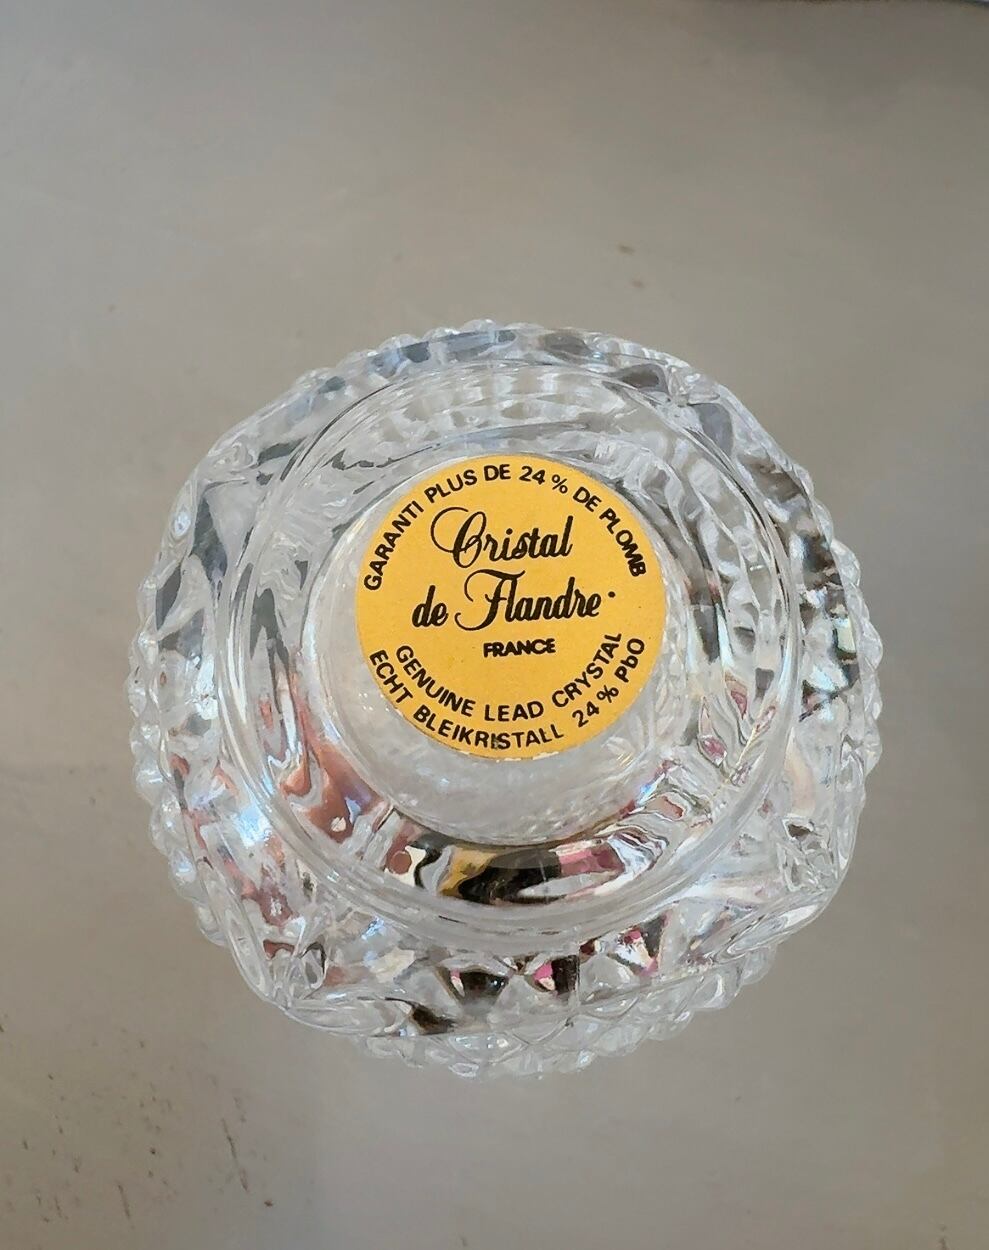 GARANTI PLUS DE 24% DE PLOMB
Cristal
de Flandre
FRANCE
GENUINE LEAD CRYSTAL
ECHT BLEIKRISTALL 24% PbO